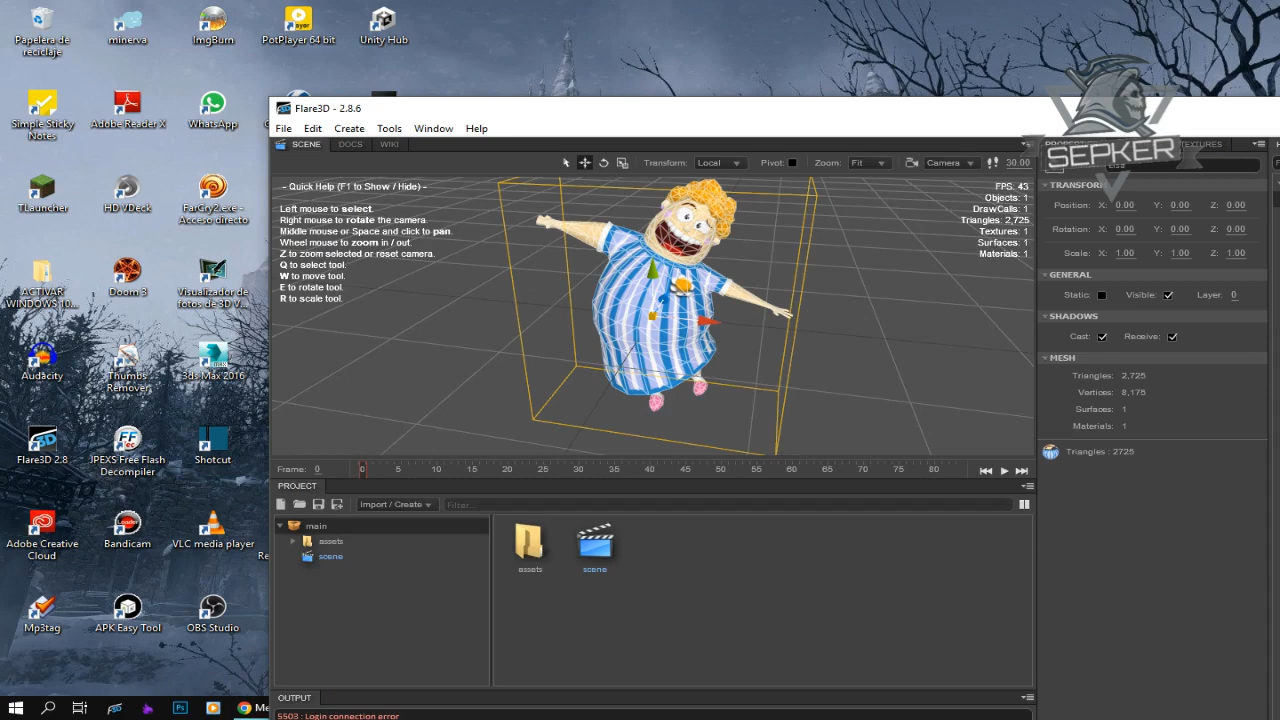 Papelera de
reciclaje
minerva
ImgBurn
PotPlayer 64 bit
Unity Hub
Simple Sticky
Notes
Adobe Reader X
WhatsApp
TLauncher
HD VDeck
FarCry2.exe -
Acceso directo
ACTIVAR
WINDOWS 10...
Doom 3
Visualizador de
fotos de 3D V...
Audacity
Thumbs
Remover
3ds Max 2016
Flare3D 2.8
JPEXS Free Flash
Decompiler
Shotcut
Adobe Creative
Cloud
Bandicam
VLC media player
Mp3tag
APK Easy Tool
OBS Studio
Flare3D - 2.8.6
File Edit Create Tools Window Help
SCENE DOCS WIKI
Transform: Local Pivot: Zoom: Fit Camera 30.00
- Quick Help (F1 to Show / Hide) -
Left mouse to select.
Right mouse to rotate the camera.
Middle mouse or Space and click to pan.
Wheel mouse to zoom in / out.
Z to zoom selected or reset camera.
Q to select tool.
W to move tool.
E to rotate tool.
R to scale tool.
FPS: 43
Objects: 1
DrawCalls: 1
Triangles: 2,725
Textures: 1
Surfaces: 1
Materials: 1
Frame: 0 0 5 10 15 20 25 30 35 40 45 50 55 60 65 70 75 80
PROJECT
Import / Create Filter...
main
assets
scene
assets
scene
OUTPUT
S503 : Login connection error
SEPKER
TEXTURES
TRANSFORM
Position: X: 0.00 Y: 0.00 Z: 0.00
Rotation: X: 0.00 Y: 0.00 Z: 0.00
Scale: X: 1.00 Y: 1.00 Z: 1.00
GENERAL
Static: Visible: Layer: 0
SHADOWS
Cast: Receive:
MESH
Triangles: 2,725
Vertices: 8,175
Surfaces: 1
Materials: 1
Triangles : 2725